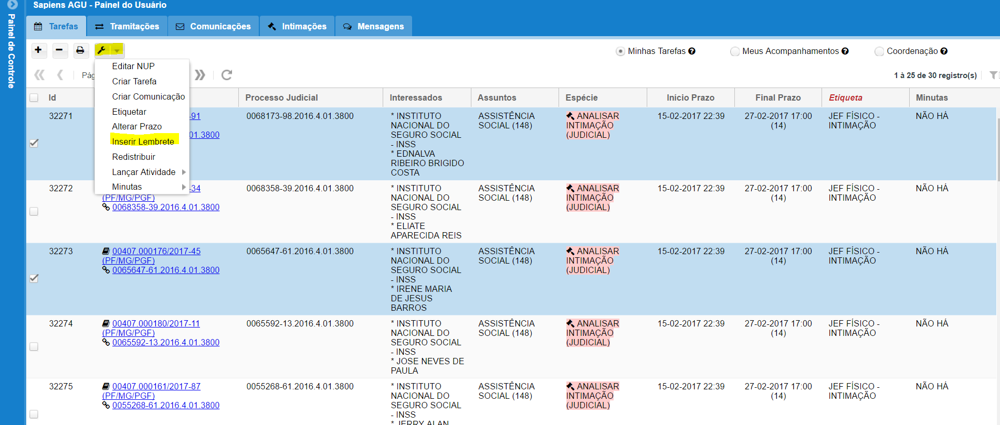 Sapiens AGU - Painel do Usuário
Painel de Controle
Tarefas Tramitações Comunicações Intimações Mensagens
Minhas Tarefas Meus Acompanhamentos Coordenação
Pág
1 à 25 de 30 registro(s)
Editar NUP
Criar Tarefa
Criar Comunicação
Etiquetar
Alterar Prazo
Inserir Lembrete
Redistribuir
Lançar Atividade
Minutas
Id Processo Judicial Interessados Assuntos Espécie Início Prazo Final Prazo Etiqueta Minutas
32271 -91 0068173-98.2016.4.01.3800 * INSTITUTO ASSISTÊNCIA ANALISAR 15-02-2017 22:39 27-02-2017 17:00 JEF FÍSICO - NÃO HÁ
NACIONAL DO SOCIAL (148) INTIMAÇÃO (14) INTIMAÇÃO
01.3800 SEGURO SOCIAL (JUDICIAL)
- INSS
* EDNALVA
RIBEIRO BRIGIDO
COSTA
32272 -34 0068358-39.2016.4.01.3800 * INSTITUTO ASSISTÊNCIA ANALISAR 15-02-2017 22:39 27-02-2017 17:00 JEF FÍSICO - NÃO HÁ
(PF/MG/PGF) NACIONAL DO SOCIAL (148) INTIMAÇÃO (14) INTIMAÇÃO
0068358-39.2016.4.01.3800 SEGURO SOCIAL (JUDICIAL)
- INSS
* ELIATE
APARECIDA REIS
32273 00407.000176/2017-45 0065647-61.2016.4.01.3800 * INSTITUTO ASSISTÊNCIA ANALISAR 15-02-2017 22:39 27-02-2017 17:00 JEF FÍSICO - NÃO HÁ
(PF/MG/PGF) NACIONAL DO SOCIAL (148) INTIMAÇÃO (14) INTIMAÇÃO
0065647-61.2016.4.01.3800 SEGURO SOCIAL (JUDICIAL)
- INSS
* IRENE MARIA
DE JESUS
BARROS
32274 00407.000180/2017-11 0065592-13.2016.4.01.3800 * INSTITUTO ASSISTÊNCIA ANALISAR 15-02-2017 22:39 27-02-2017 17:00 JEF FÍSICO - NÃO HÁ
(PF/MG/PGF) NACIONAL DO SOCIAL (148) INTIMAÇÃO (14) INTIMAÇÃO
0065592-13.2016.4.01.3800 SEGURO SOCIAL (JUDICIAL)
- INSS
* JOSE NEVES DE
PAULA
32275 00407.000161/2017-87 0055268-61.2016.4.01.3800 * INSTITUTO ASSISTÊNCIA ANALISAR 15-02-2017 22:39 27-02-2017 17:00 JEF FÍSICO - NÃO HÁ
(PF/MG/PGF) NACIONAL DO SOCIAL (148) INTIMAÇÃO (14) INTIMAÇÃO
0055268-61.2016.4.01.3800 SEGURO SOCIAL (JUDICIAL)
- INSS
* JERRY ALAN